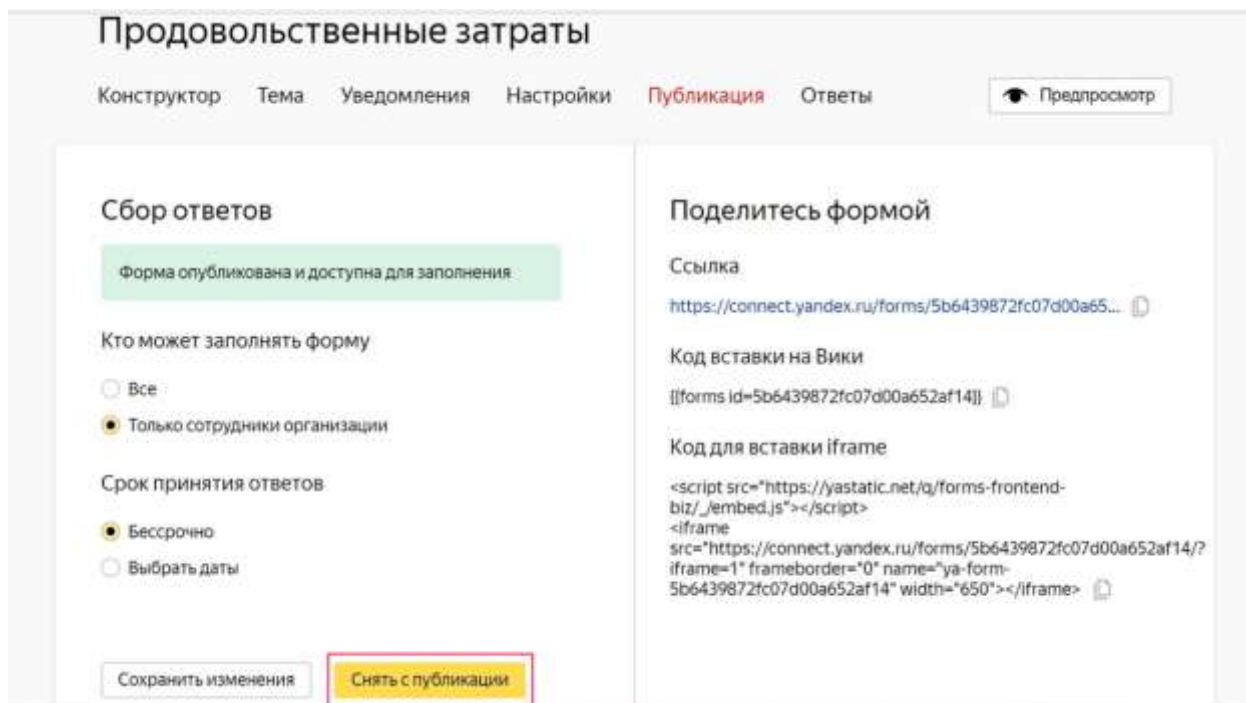 Продовольственные затраты
Конструктор Тема Уведомления Настройки Публикация Ответы Предпросмотр
Сбор ответов
Форма опубликована и доступна для заполнения
Кто может заполнять форму
Все
Только сотрудники организации
Срок принятия ответов
Бессрочно
Выбрать даты
Сохранить изменения Снять с публикации
Поделитесь формой
Ссылка
https://connect.yandex.ru/forms/5b6439872fc07d00a65...
Код вставки на Вики
{{forms id=5b6439872fc07d00a652af14}}
Код для вставки iframe
<script src="https://yastatic.net/q/forms-frontend-
biz/_/embed.js"></script>
<iframe
src="https://connect.yandex.ru/forms/5b6439872fc07d00a652af14/?
iframe=1" frameborder="0" name="ya-form-
5b6439872fc07d00a652af14" width="650"></iframe>